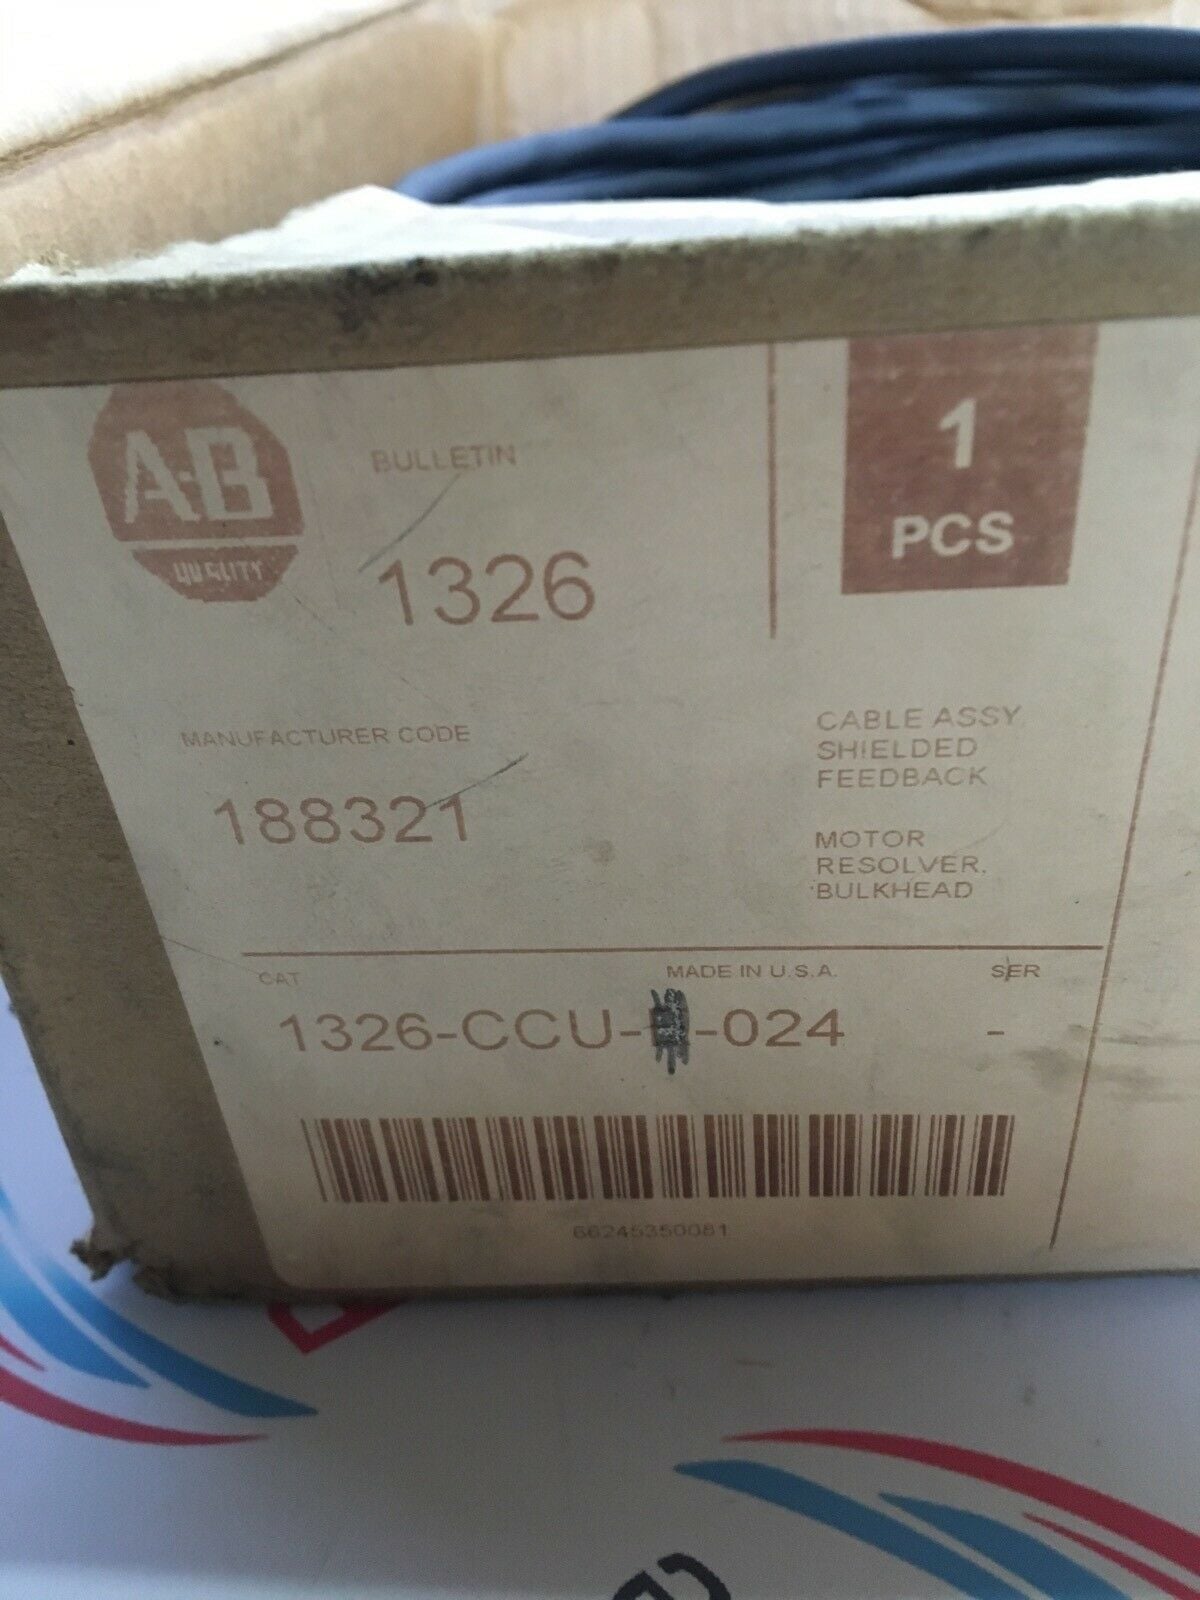 A-B
QUALITY
BULLETIN
1326
1
PCS
MANUFACTURER CODE
188321
CABLE ASSY
SHIELDED
FEEDBACK
MOTOR
RESOLVER,
BULKHEAD
CAT
MADE IN U.S.A.
SER
1326-CCU- -024
-
66245350081